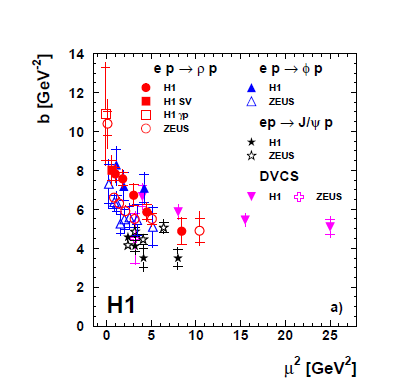 b [GeV⁻²]
14
12
10
8
6
4
2
0
e p → ρ p
H1
H1 SV
H1 γp
ZEUS
e p → ϕ p
H1
ZEUS
ep → J/ψ p
H1
ZEUS
DVCS
H1 ZEUS
H1
a)
0 5 10 15 20 25
μ² [GeV²]